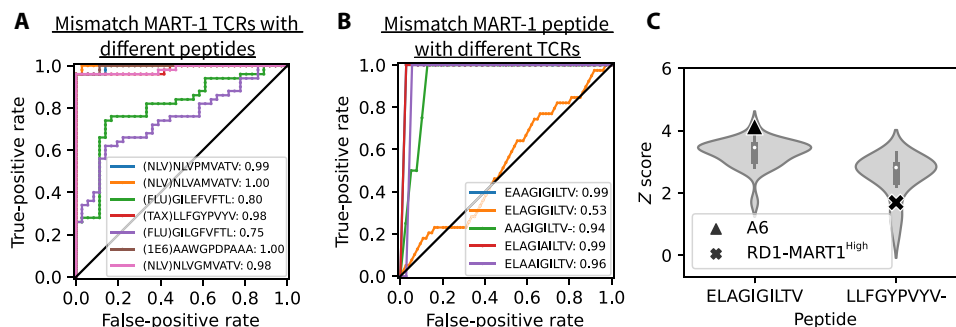 A
Mismatch MART-1 TCRs with
different peptides
True-positive rate
1.0
0.8
0.6
0.4
0.2
0.0
(NLV)NLVPMVATV: 0.99
(NLV)NLVAMVATV: 1.00
(FLU)GILEFVFTL: 0.80
(TAX)LLFGYPVYV: 0.98
(FLU)GILGFVFTL: 0.75
(1E6)AAWGPDPAAA: 1.00
(NLV)NLVGMVATV: 0.98
0.0 0.2 0.4 0.6 0.8 1.0
False-positive rate
B
Mismatch MART-1 peptide
with different TCRs
True-positive rate
1.0
0.8
0.6
0.4
0.2
0.0
EAAGIGILTV: 0.99
ELAGIGILTV: 0.53
AAGIGILTV-: 0.94
ELAGIAILTV: 0.99
ELAAIGILTV: 0.96
0.0 0.2 0.4 0.6 0.8 1.0
False-positive rate
C
Z score
6
4
2
0
A6
RD1-MART1High
ELAGIGILTV LLFGYPVYV-
Peptide